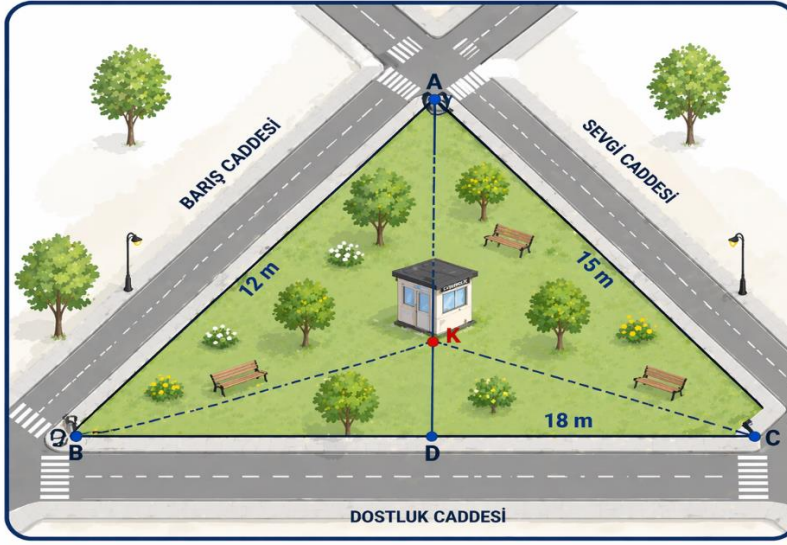 A
BARIŞ CADDESİ
SEVGİ CADDESİ
12 m
15 m
K
18 m
B
D
C
DOSTLUK CADDESİ